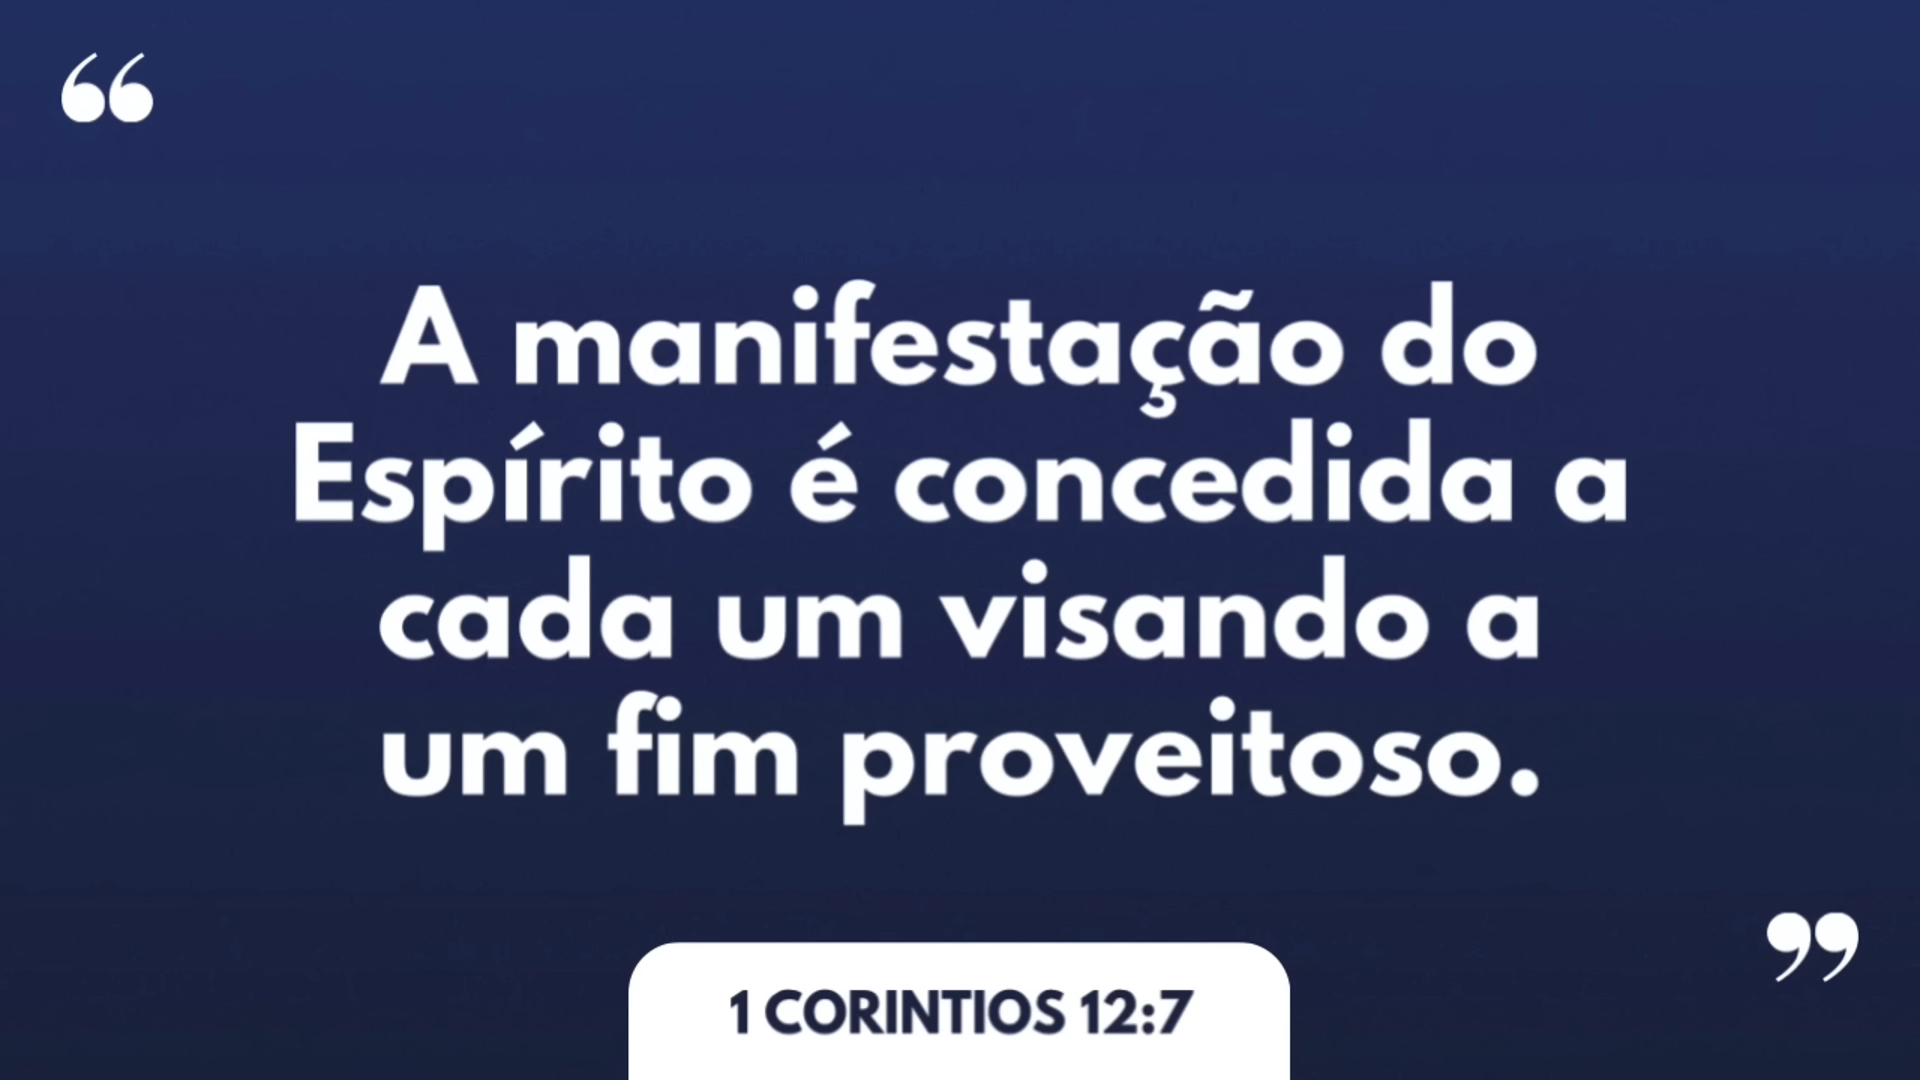 “
A manifestação do
Espírito é concedida a
cada um visando a
um fim proveitoso.
”
1 CORINTIOS 12:7